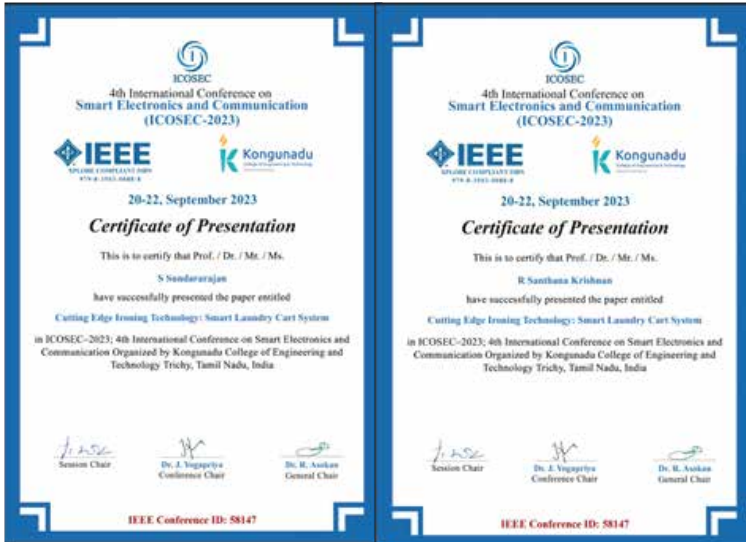 ICOSEC
4th International Conference on
Smart Electronics and Communication
(ICOSEC-2023)
IEEE
XPLORE COMPLIANT ISBN
Kongunadu
20-22, September 2023
Certificate of Presentation
This is to certify that Prof. / Dr. / Mr. / Ms.
S Sundararajan
have successfully presented the paper entitled
Cutting Edge Ironing Technology: Smart Laundry Cart System
in ICOSEC–2023; 4th International Conference on Smart Electronics and
Communication Organized by Kongunadu College of Engineering and
Technology Trichy, Tamil Nadu, India
Session Chair
Dr. J. Yogapriya
Conference Chair
Dr. R. Asokan
General Chair
IEEE Conference ID: 58147
ICOSEC
4th International Conference on
Smart Electronics and Communication
(ICOSEC-2023)
IEEE
XPLORE COMPLIANT ISBN
Kongunadu
20-22, September 2023
Certificate of Presentation
This is to certify that Prof. / Dr. / Mr. / Ms.
R Santhana Krishnan
have successfully presented the paper entitled
Cutting Edge Ironing Technology: Smart Laundry Cart System
in ICOSEC–2023; 4th International Conference on Smart Electronics and
Communication Organized by Kongunadu College of Engineering and
Technology Trichy, Tamil Nadu, India
Session Chair
Dr. J. Yogapriya
Conference Chair
Dr. R. Asokan
General Chair
IEEE Conference ID: 58147